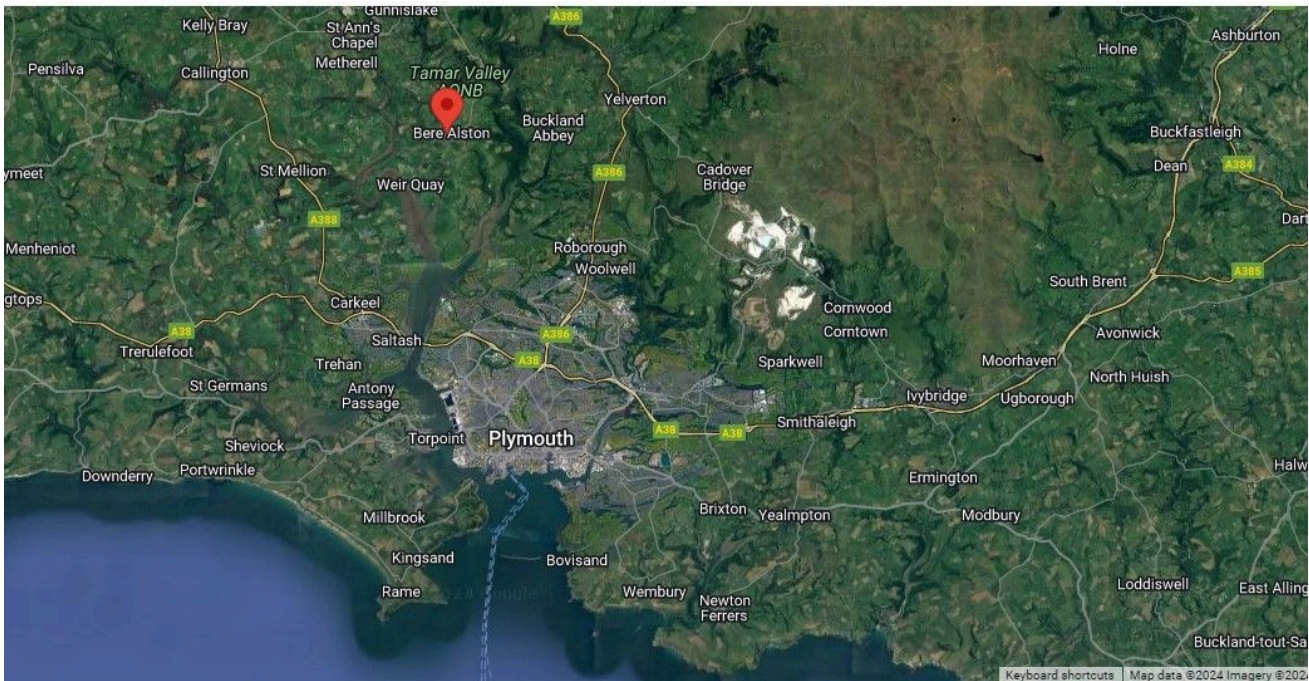 A386
Gunnislake
Kelly Bray
St Ann's
Chapel
Ashburton
Holne
Metherell
Pensilva
Callington
Tamar Valley
AONB
Yelverton
Bere Alston
Buckland
Abbey
Buckfastleigh
Dean
A384
ymeet
St Mellion
A386
Cadover
Bridge
Weir Quay
A388
Dart
Menheniot
Roborough
Woolwell
A385
South Brent
gtops
Carkeel
Cornwood
A38
Saltash
A386
Corntown
Avonwick
Trerulefoot
Trehan
A38
Sparkwell
Moorhaven
St Germans
North Huish
Antony
Passage
Ivybridge
Ugborough
Smithaleigh
Torpoint
Plymouth
A38
A38
Sheviock
Portwrinkle
Downderry
Halw
Ermington
Millbrook
Brixton
Yealmpton
Modbury
Kingsand
Bovisand
Loddiswell
East Alling
Rame
Wembury
Newton
Ferrers
Buckland-tout-Sa
Keyboard shortcuts
Map data ©2024 Imagery ©202